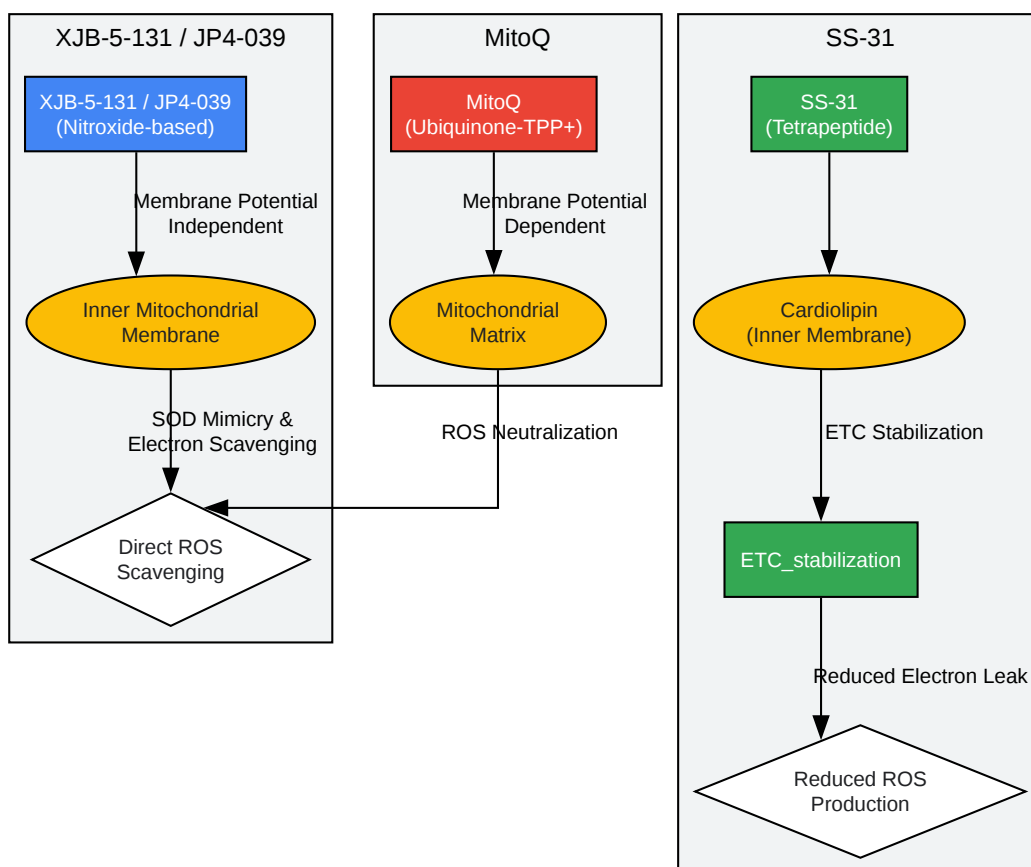 XJB-5-131 / JP4-039
XJB-5-131 / JP4-039
(Nitroxide-based)
Membrane Potential
Independent
Inner Mitochondrial
Membrane
SOD Mimicry &
Electron Scavenging
Direct ROS
Scavenging
MitoQ
MitoQ
(Ubiquinone-TPP+)
Membrane Potential
Dependent
Mitochondrial
Matrix
ROS Neutralization
SS-31
SS-31
(Tetrapeptide)
Cardiolipin
(Inner Membrane)
ETC Stabilization
ETC_stabilization
Reduced Electron Leak
Reduced ROS
Production